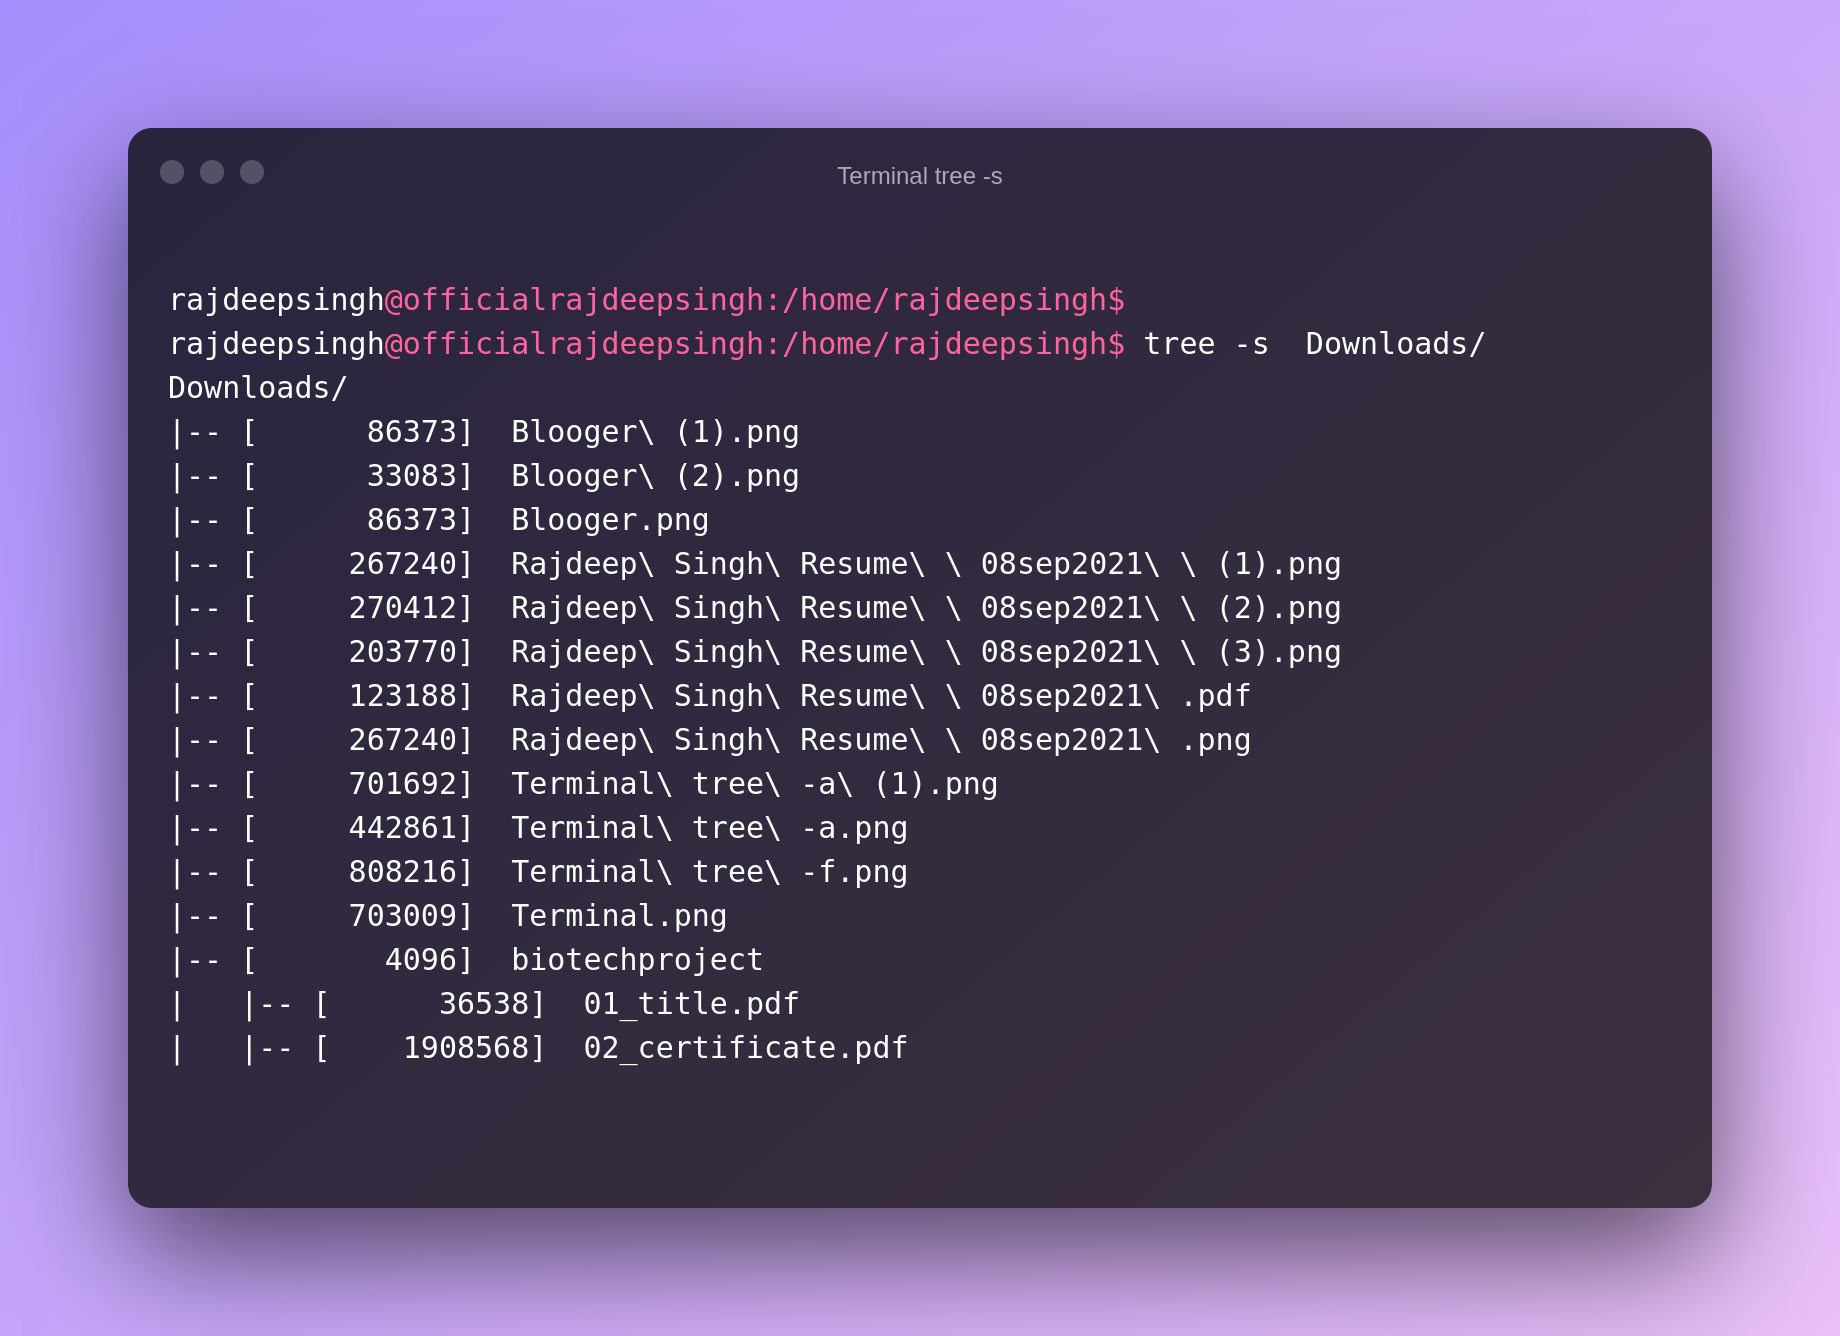 Terminal tree -s
rajdeepsingh@officialrajdeepsingh:/home/rajdeepsingh$
rajdeepsingh@officialrajdeepsingh:/home/rajdeepsingh$ tree -s  Downloads/
Downloads/
|-- [      86373]  Blooger\ (1).png
|-- [      33083]  Blooger\ (2).png
|-- [      86373]  Blooger.png
|-- [     267240]  Rajdeep\ Singh\ Resume\ \ 08sep2021\ \ (1).png
|-- [     270412]  Rajdeep\ Singh\ Resume\ \ 08sep2021\ \ (2).png
|-- [     203770]  Rajdeep\ Singh\ Resume\ \ 08sep2021\ \ (3).png
|-- [     123188]  Rajdeep\ Singh\ Resume\ \ 08sep2021\ .pdf
|-- [     267240]  Rajdeep\ Singh\ Resume\ \ 08sep2021\ .png
|-- [     701692]  Terminal\ tree\ -a\ (1).png
|-- [     442861]  Terminal\ tree\ -a.png
|-- [     808216]  Terminal\ tree\ -f.png
|-- [     703009]  Terminal.png
|-- [       4096]  biotechproject
|   |-- [      36538]  01_title.pdf
|   |-- [    1908568]  02_certificate.pdf